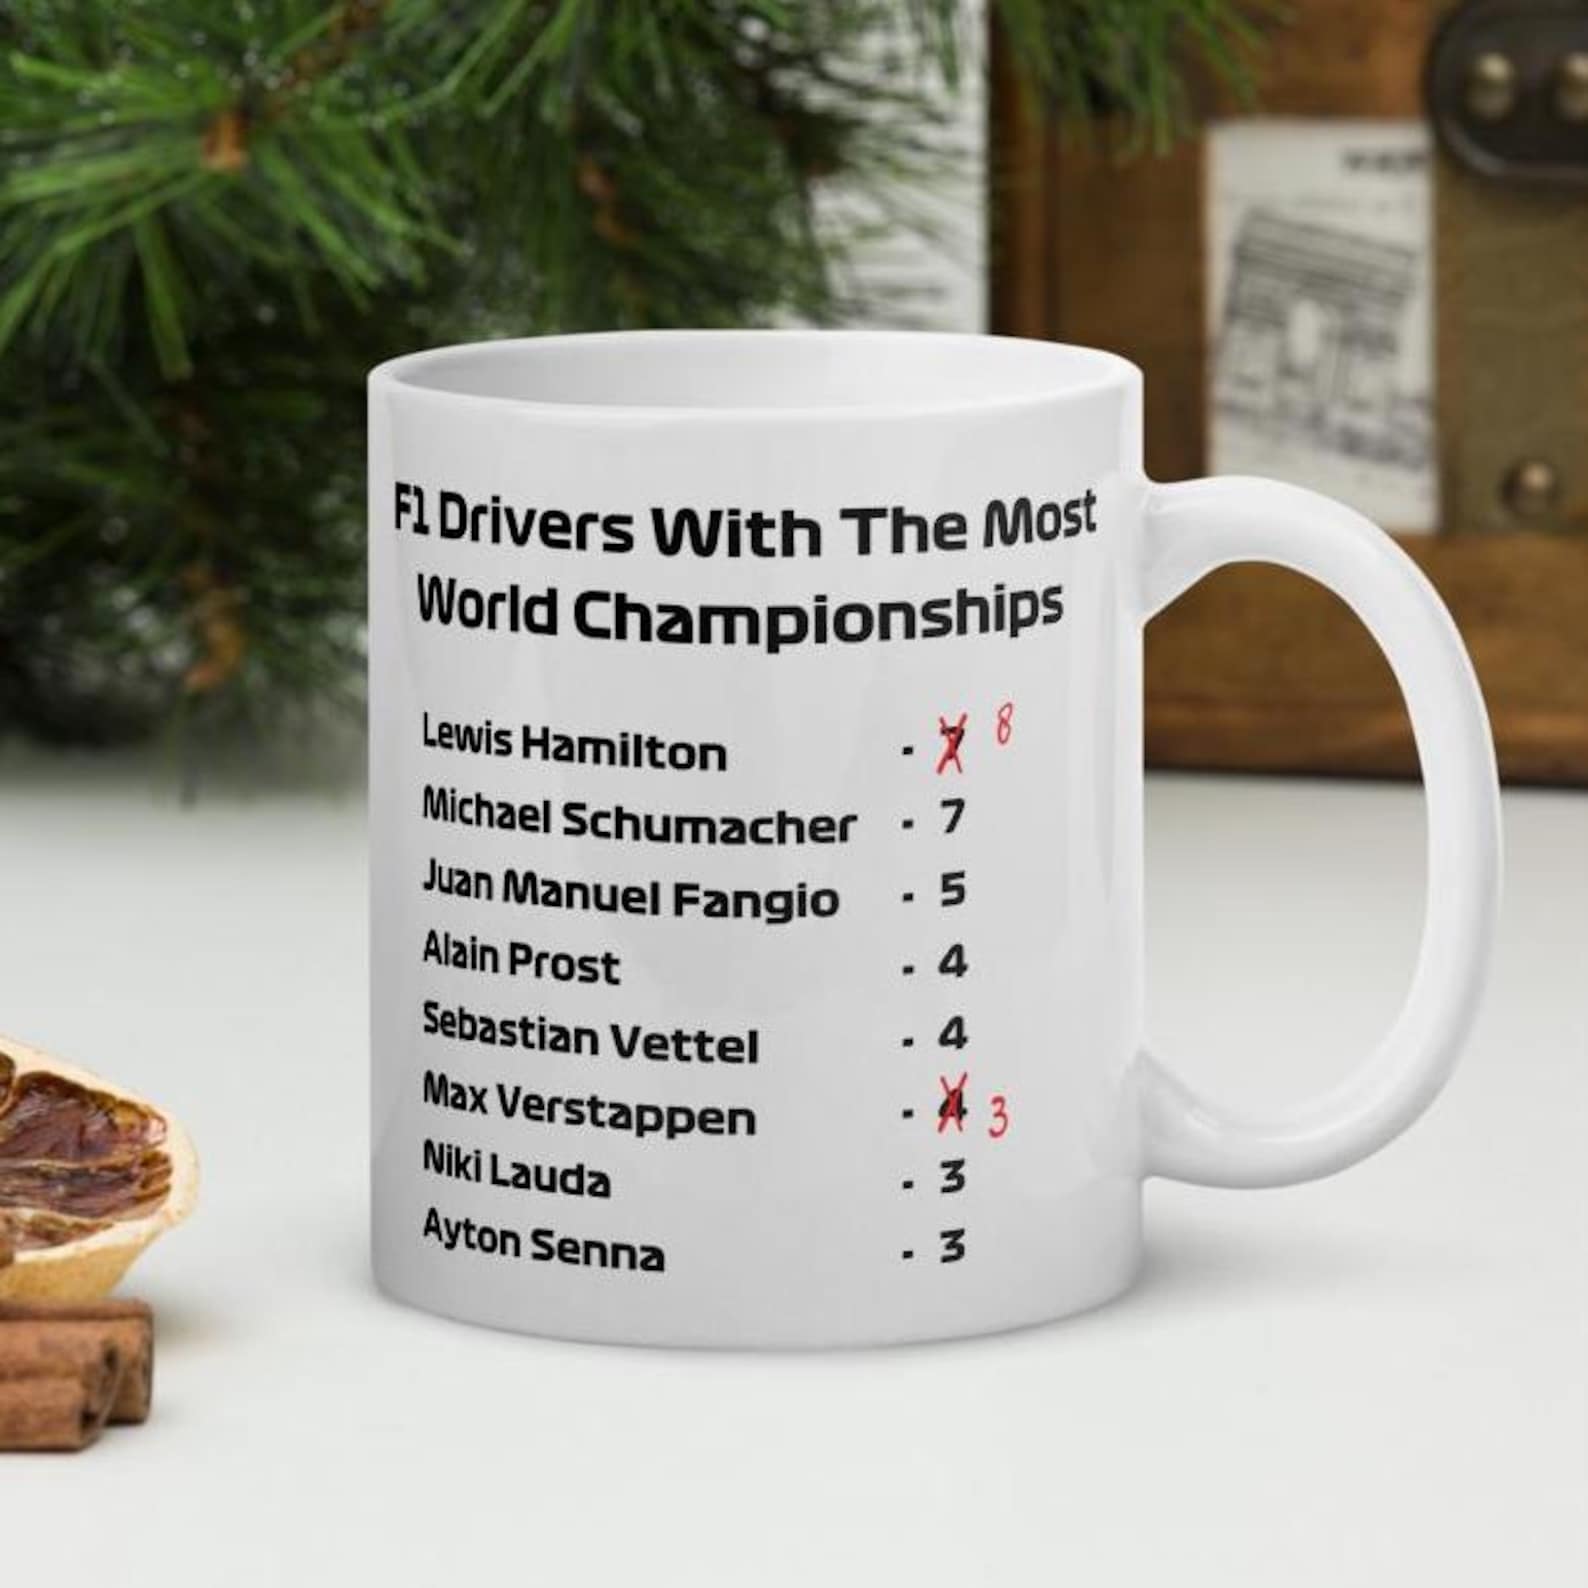 F1 Drivers With The Most
World Championships
Lewis Hamilton - 7 8
Michael Schumacher - 7
Juan Manuel Fangio - 5
Alain Prost - 4
Sebastian Vettel - 4
Max Verstappen - 4 3
Niki Lauda - 3
Ayton Senna - 3